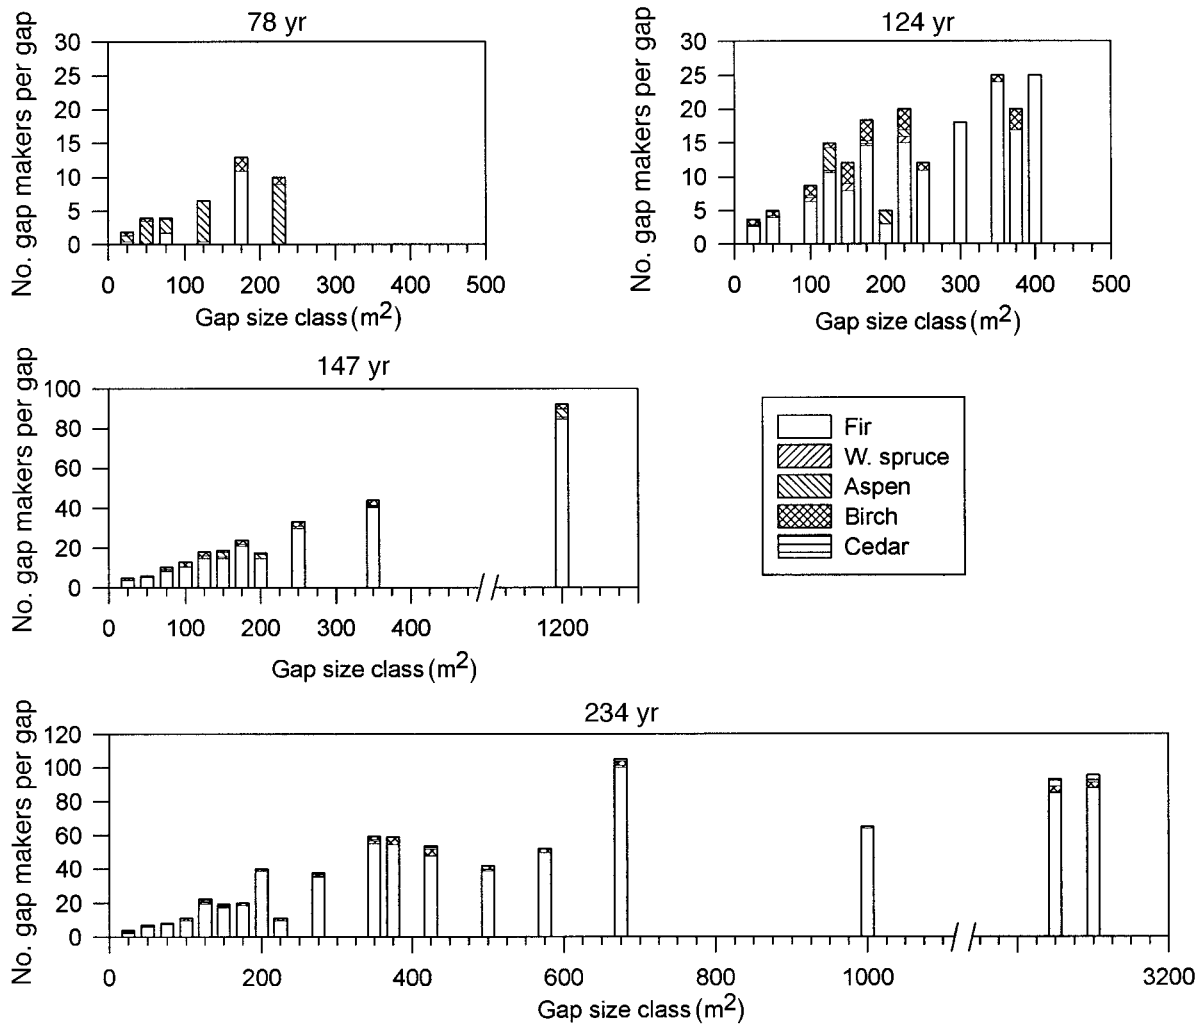 78 yr
No. gap makers per gap
30
25
20
15
10
5
0
0 100 200 300 400 500
Gap size class (m2)
124 yr
No. gap makers per gap
30
25
20
15
10
5
0
0 100 200 300 400 500
Gap size class (m2)
147 yr
No. gap makers per gap
100
80
60
40
20
0
0 100 200 300 400 1200
Gap size class (m2)
Fir
W. spruce
Aspen
Birch
Cedar
234 yr
No. gap makers per gap
120
100
80
60
40
20
0
0 200 400 600 800 1000 3200
Gap size class (m2)